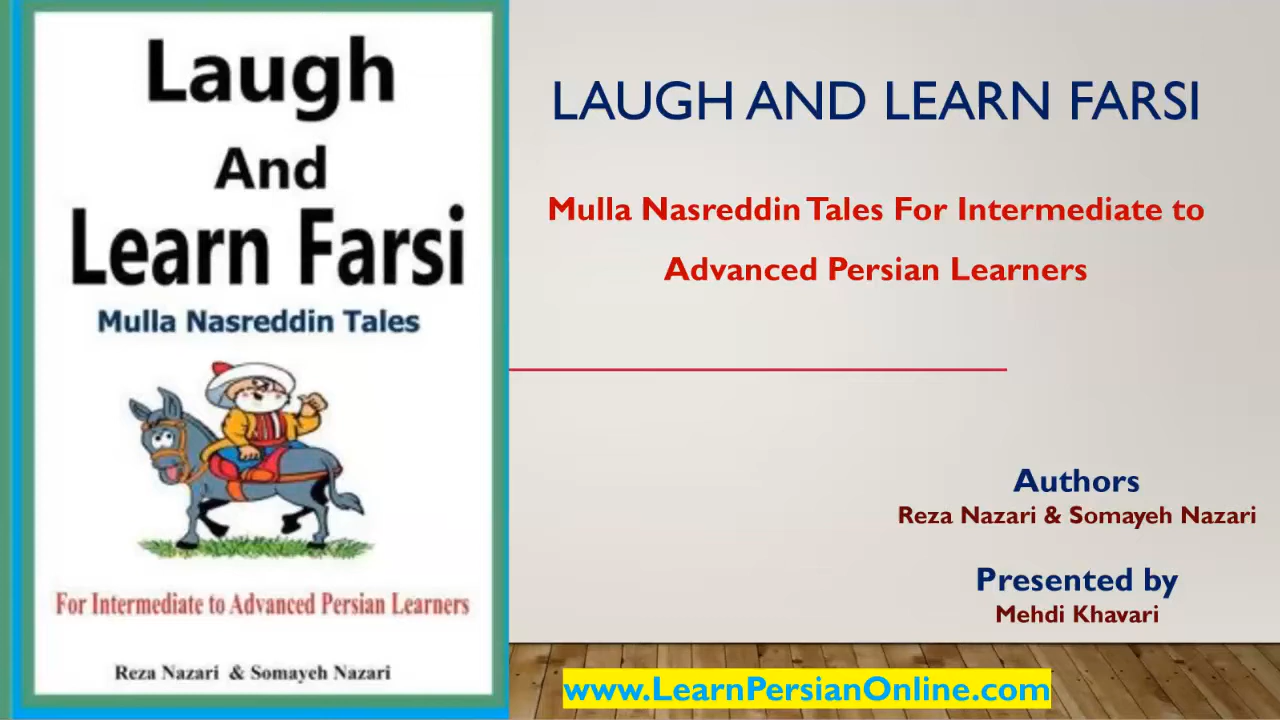 Laugh
And
Learn Farsi
Mulla Nasreddin Tales
For Intermediate to Advanced Persian Learners
Reza Nazari & Somayeh Nazari
LAUGH AND LEARN FARSI
Mulla Nasreddin Tales For Intermediate to
Advanced Persian Learners
Authors
Reza Nazari & Somayeh Nazari
Presented by
Mehdi Khavari
www.LearnPersianOnline.com